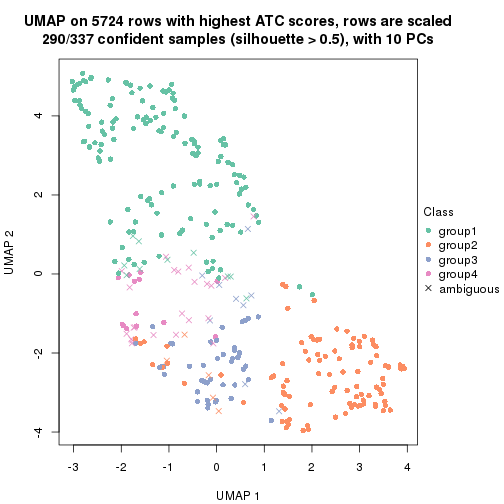 UMAP on 5724 rows with highest ATC scores, rows are scaled
290/337 confident samples (silhouette > 0.5), with 10 PCs
4
2
0
-2
-4
UMAP 2
-3 -2 -1 0 1 2 3 4
UMAP 1
Class
group1
group2
group3
group4
ambiguous